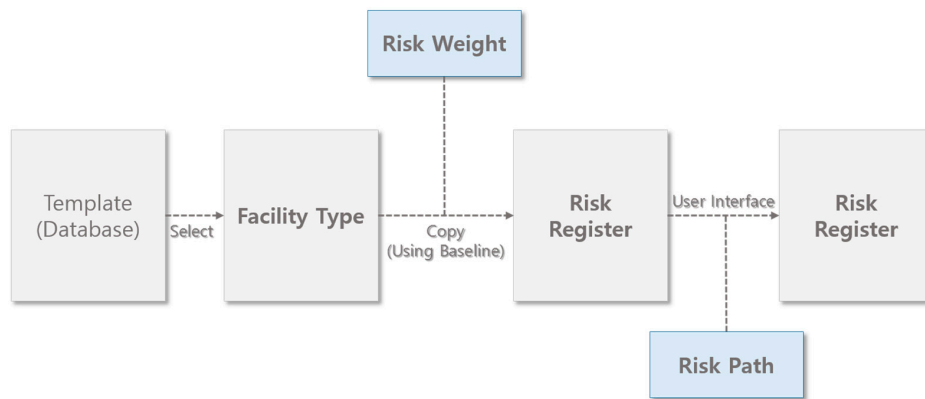 Risk Weight
Template
(Database)
Select
Facility Type
Copy
(Using Baseline)
Risk
Register
User Interface
Risk
Register
Risk Path